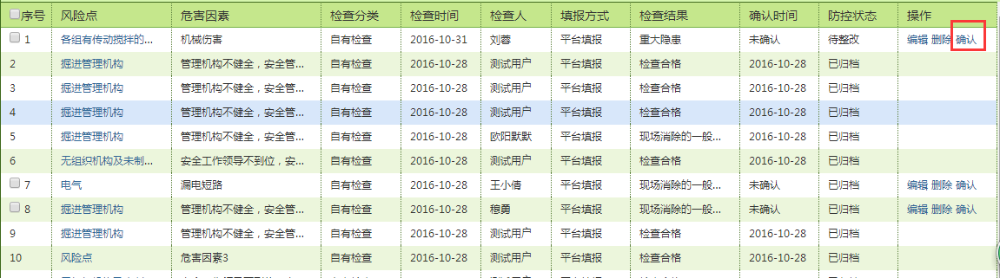 序号 风险点 危害因素 检查分类 检查时间 检查人 填报方式 检查结果 确认时间 防控状态 操作
1 各组有传动搅拌的... 机械伤害 自有检查 2016-10-31 刘蓉 平台填报 重大隐患 未确认 待整改 编辑 删除 确认
2 掘进管理机构 管理机构不健全，安全管... 自有检查 2016-10-28 测试用户 平台填报 检查合格 2016-10-28 已归档
3 掘进管理机构 管理机构不健全，安全管... 自有检查 2016-10-28 测试用户 平台填报 检查合格 2016-10-28 已归档
4 掘进管理机构 管理机构不健全，安全管... 自有检查 2016-10-28 测试用户 平台填报 检查合格 2016-10-28 已归档
5 掘进管理机构 管理机构不健全，安全管... 自有检查 2016-10-28 欧阳默默 平台填报 现场消除的一般... 2016-10-28 已归档
6 无组织机构及未制... 安全工作领导不到位，安... 自有检查 2016-10-28 测试用户 平台填报 检查合格 2016-10-28 已归档
7 电气 漏电短路 自有检查 2016-10-28 王小倩 平台填报 现场消除的一般... 未确认 已归档 编辑 删除 确认
8 掘进管理机构 管理机构不健全，安全管... 自有检查 2016-10-28 穆勇 平台填报 现场消除的一般... 未确认 已归档 编辑 删除 确认
9 掘进管理机构 管理机构不健全，安全管... 自有检查 2016-10-28 测试用户 平台填报 检查合格 2016-10-28 已归档
10 风险点 危害因素3 自有检查 2016-10-28 测试用户 平台填报 检查合格 2016-10-28 已归档